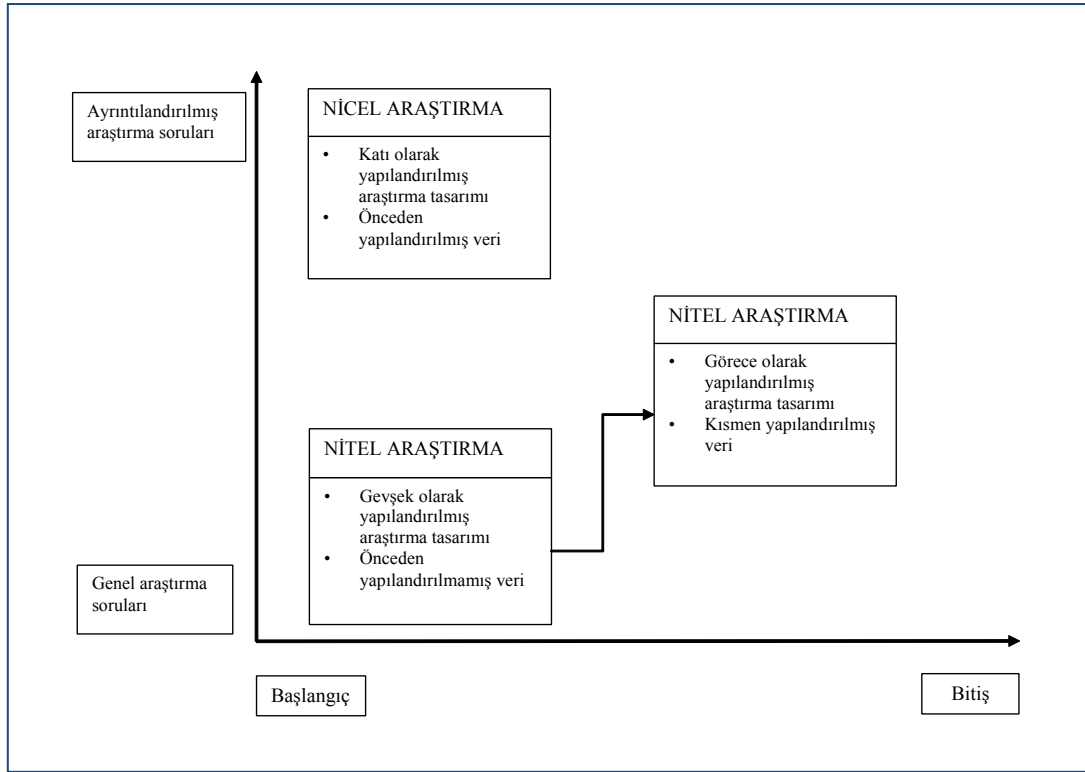 Ayrıntılandırılmış
araştırma soruları
NİCEL ARAŞTIRMA
• Katı olarak
yapılandırılmış
araştırma tasarımı
• Önceden
yapılandırılmış veri
NİTEL ARAŞTIRMA
• Görece olarak
yapılandırılmış
araştırma tasarımı
• Kısmen yapılandırılmış
veri
NİTEL ARAŞTIRMA
• Gevşek olarak
yapılandırılmış
araştırma tasarımı
• Önceden
yapılandırılmamış veri
Genel araştırma
soruları
Başlangıç
Bitiş